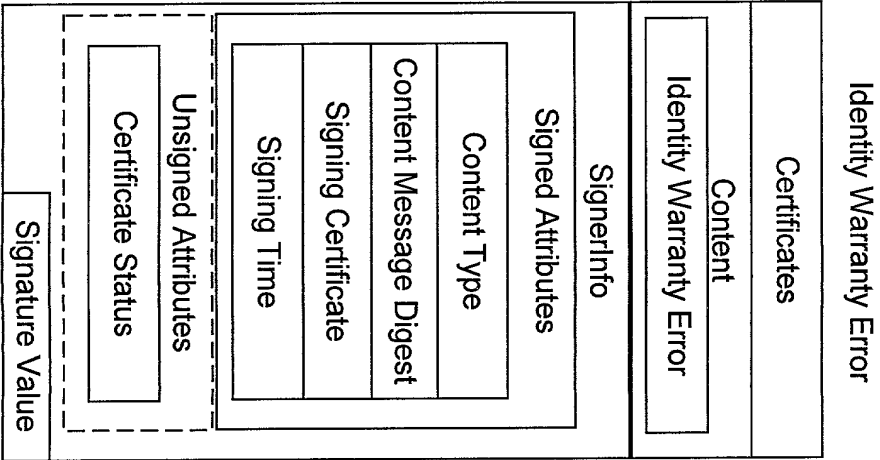 Identity Warranty Error
Certificates
Content
Identity Warranty Error
SignerInfo
Signed Attributes
Content Type
Content Message Digest
Signing Certificate
Signing Time
Unsigned Attributes
Certificate Status
Signature Value